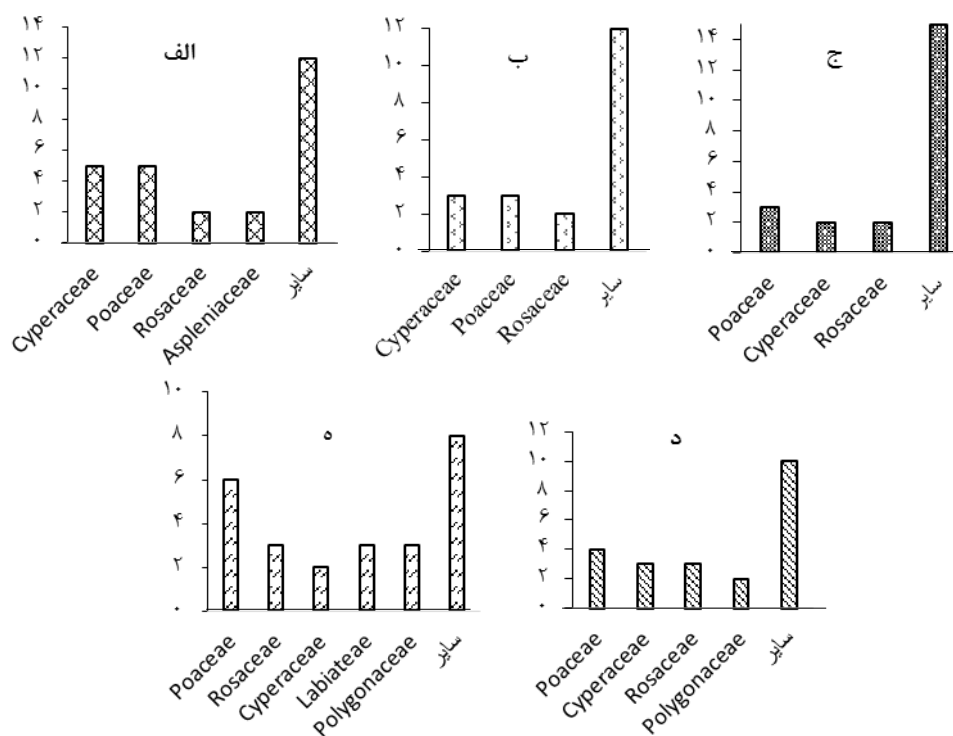 الف
۱۴
۱۲
۱۰
۸
۶
۴
۲
۰
Cyperaceae
Poaceae
Rosaceae
Aspleniaceae
سایر
ب
۱۲
۱۰
۸
۶
۴
۲
۰
Cyperaceae
Poaceae
Rosaceae
سایر
ج
۱۴
۱۲
۱۰
۸
۶
۴
۲
۰
Poaceae
Cyperaceae
Rosaceae
سایر
ه
۱۰
۸
۶
۴
۲
۰
Poaceae
Rosaceae
Cyperaceae
Labiateae
Polygonaceae
سایر
د
۱۲
۱۰
۸
۶
۴
۲
۰
Poaceae
Cyperaceae
Rosaceae
Polygonaceae
سایر